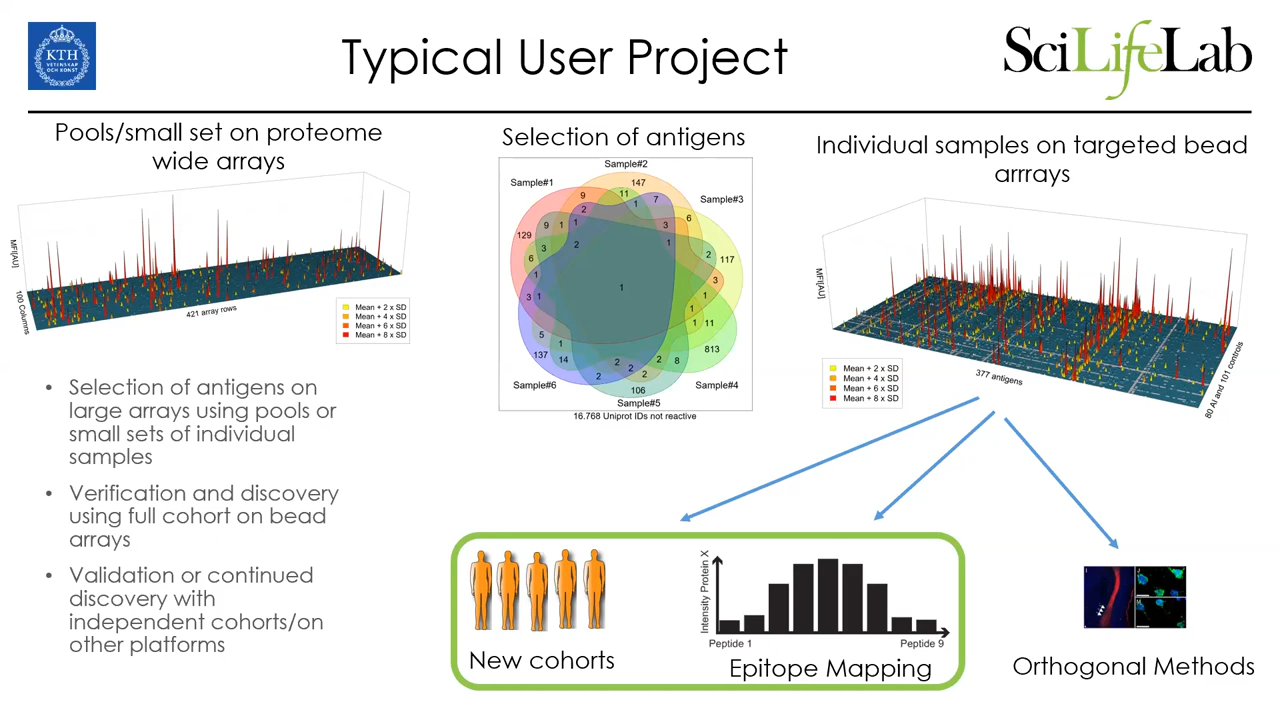 KTH
VETENSKAP
OCH KONST
Typical User Project
SciLifeLab
Pools/small set on proteome
wide arrays
MFI[AU]
100 Columns
421 array rows
Mean + 2 x SD
Mean + 4 x SD
Mean + 6 x SD
Mean + 8 x SD
• Selection of antigens on
large arrays using pools or
small sets of individual
samples
• Verification and discovery
using full cohort on bead
arrays
• Validation or continued
discovery with
independent cohorts/on
other platforms
Selection of antigens
Sample#2
Sample#1
Sample#3
147
9
11
1
7
2
6
9
1
1
3
129
3
2
1
2
117
6
1
3
1
3
1
1
1
1
11
5
1
813
137
14
2
2
2
8
2
2
2
106
Sample#6
Sample#4
Sample#5
16.768 Uniprot IDs not reactive
Individual samples on targeted bead
arrrays
MFI[AU]
377 antigens
80 AI and 101 controls
Mean + 2 x SD
Mean + 4 x SD
Mean + 6 x SD
Mean + 8 x SD
New cohorts
Intensity Protein X
Peptide 1
Peptide 9
Epitope Mapping
Orthogonal Methods